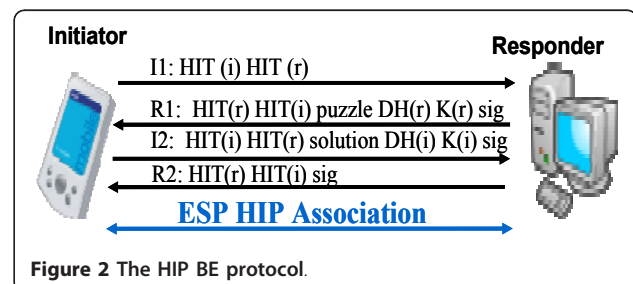 Initiator
Responder
I1: HIT (i) HIT (r)
R1: HIT(r) HIT(i) puzzle DH(r) K(r) sig
I2: HIT(i) HIT(r) solution DH(i) K(i) sig
R2: HIT(r) HIT(i) sig
ESP HIP Association
Figure 2 The HIP BE protocol.